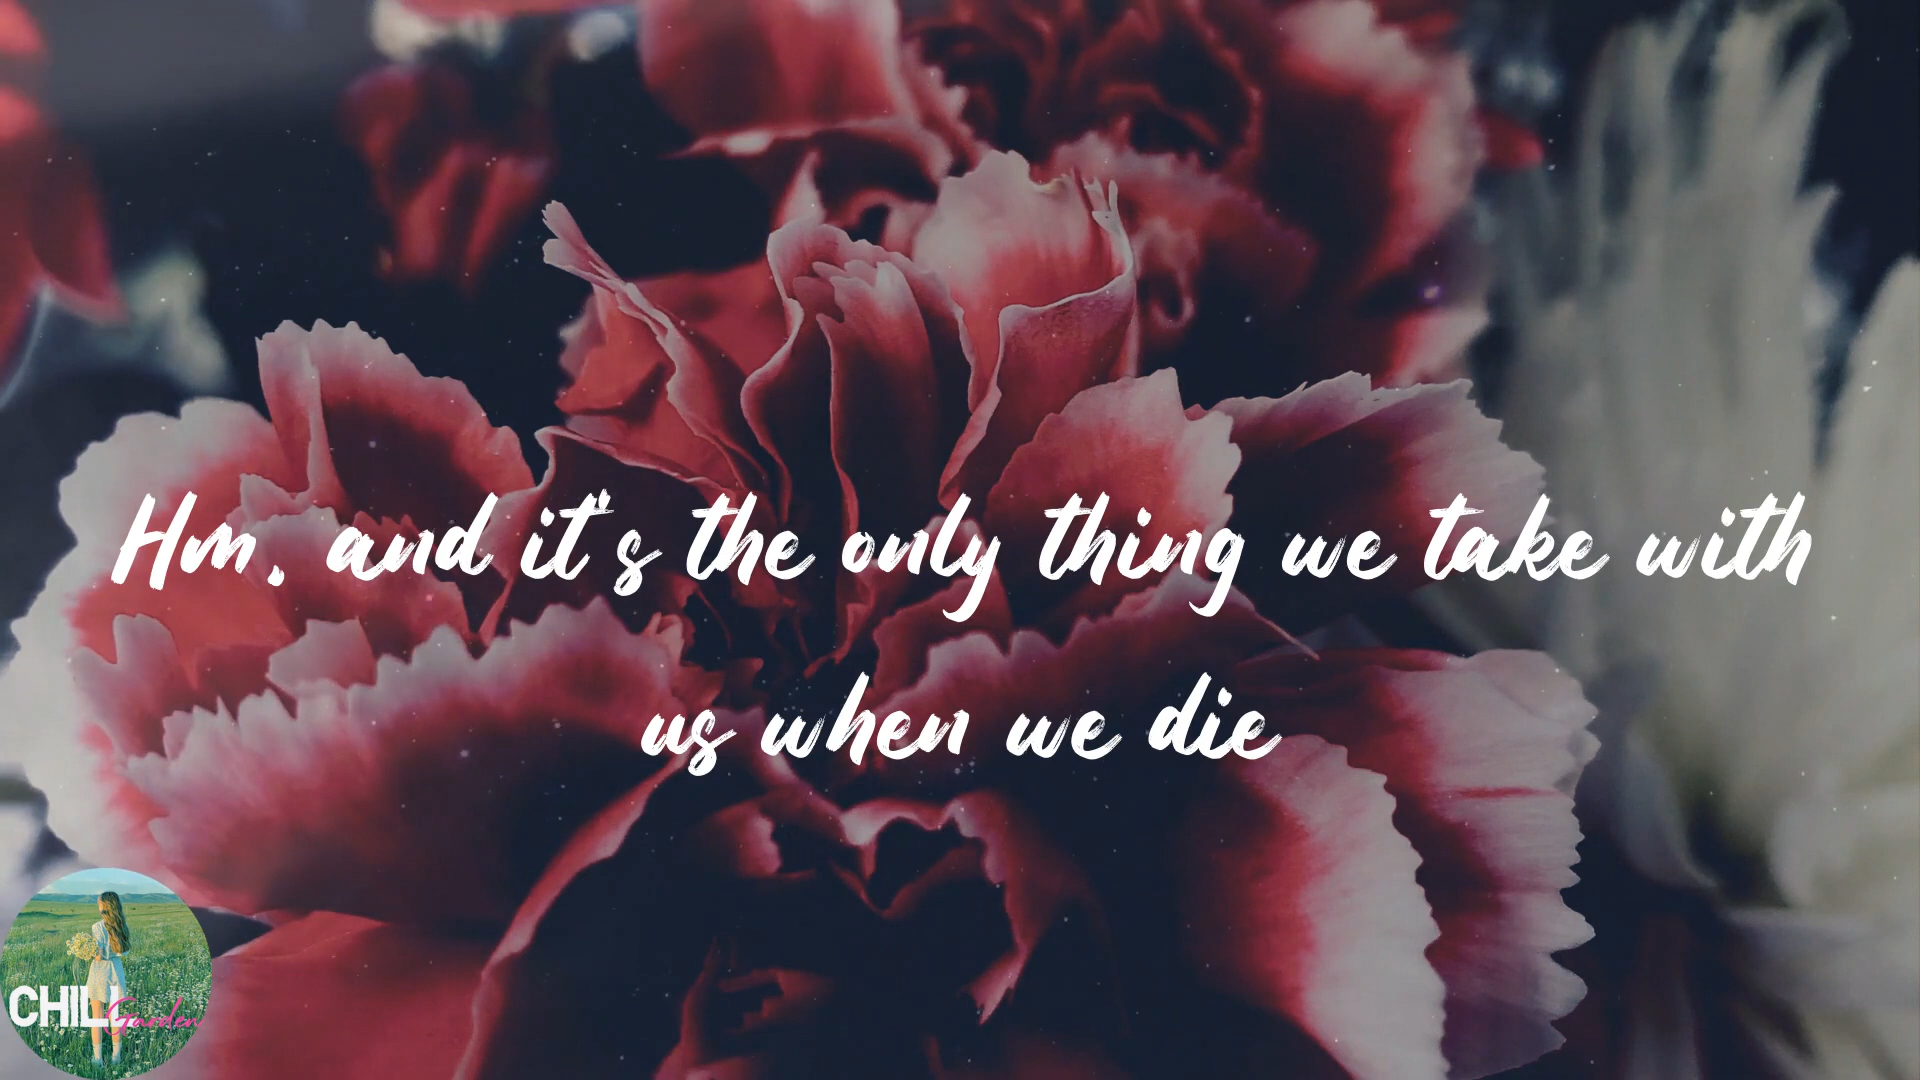 Hm, and it's the only thing we take with
us when we die
CHILL
Garden